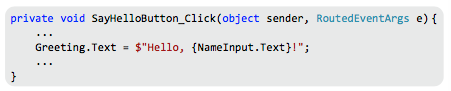 private void SayHelloButton_Click(object sender, RoutedEventArgs e){
...
Greeting.Text = $"Hello, {NameInput.Text}!";
...
}